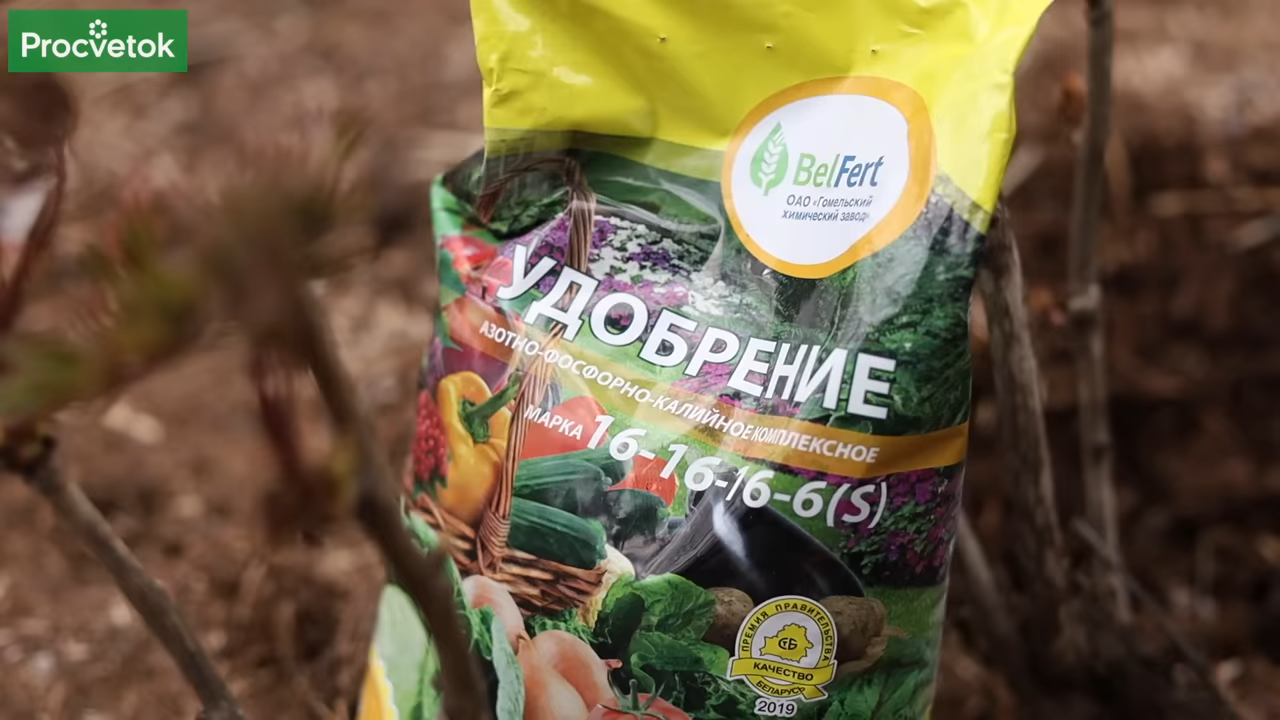 Procvetok
BelFert
ОАО «Гомельский
химический завод»
УДОБРЕНИЕ
АЗОТНО-ФОСФОРНО-КАЛИЙНОЕ КОМПЛЕКСНОЕ
МАРКА 16-16-16-6(S)
ПРЕМИЯ ПРАВИТЕЛЬСТВА
СГБ
КАЧЕСТВО
БЕЛАРУСЬ
2019